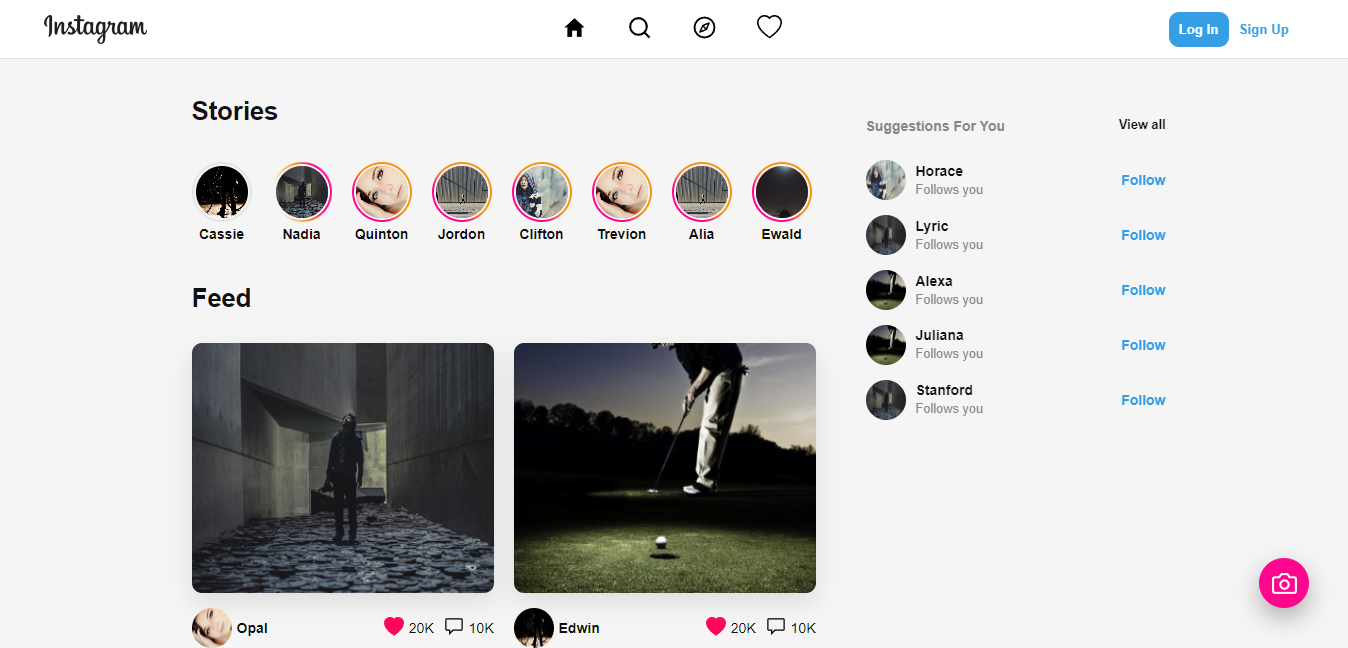 Instagram
Log In
Sign Up
Stories
Cassie Nadia Quinton Jordon Clifton Trevion Alia Ewald
Feed
Opal 20K 10K
Edwin 20K 10K
Suggestions For You View all
Horace
Follows you
Follow
Lyric
Follows you
Follow
Alexa
Follows you
Follow
Juliana
Follows you
Follow
Stanford
Follows you
Follow